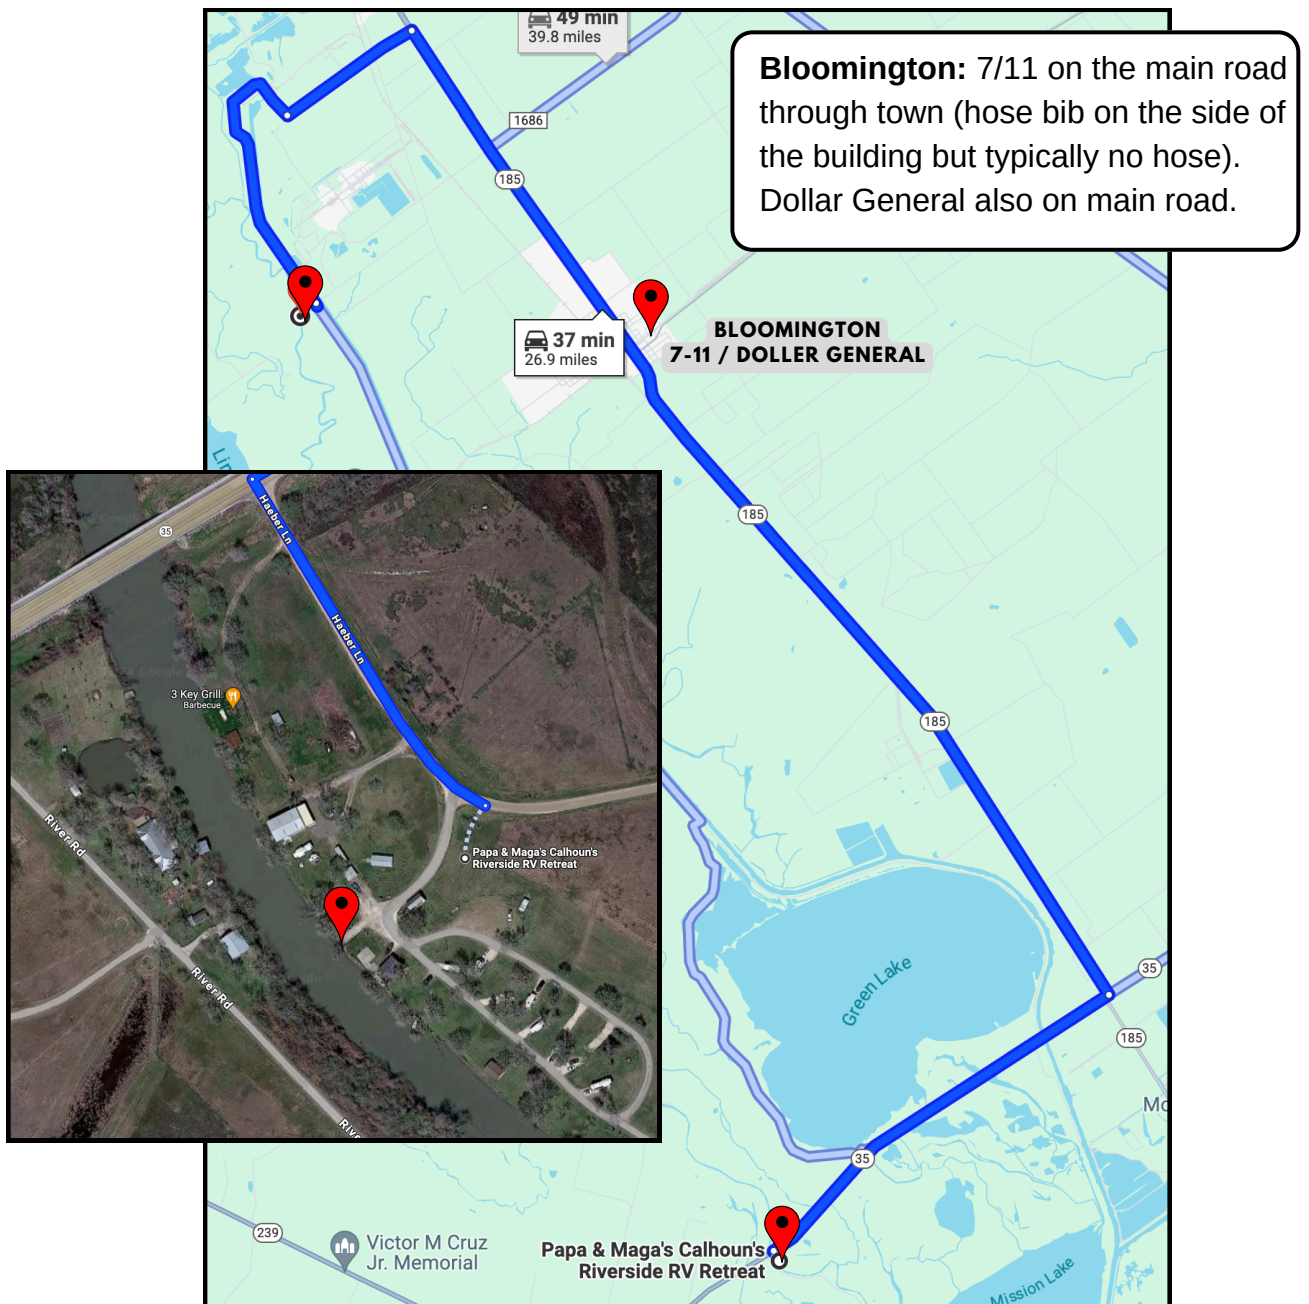 49 min
39.8 miles
Bloomington: 7/11 on the main road
through town (hose bib on the side of
the building but typically no hose).
Dollar General also on main road.
1686
185
BLOOMINGTON
7-11 / DOLLER GENERAL
37 min
26.9 miles
Lin
185
35
Haeber Ln
Haeber Ln
3 Key Grill
Barbecue
River Rd
Papa & Maga's Calhoun's
Riverside RV Retreat
River Rd
Rive
185
Green Lake
35
185
Mo
35
239
Victor M Cruz
Jr. Memorial
Papa & Maga's Calhoun's
Riverside RV Retreat
Mission Lake